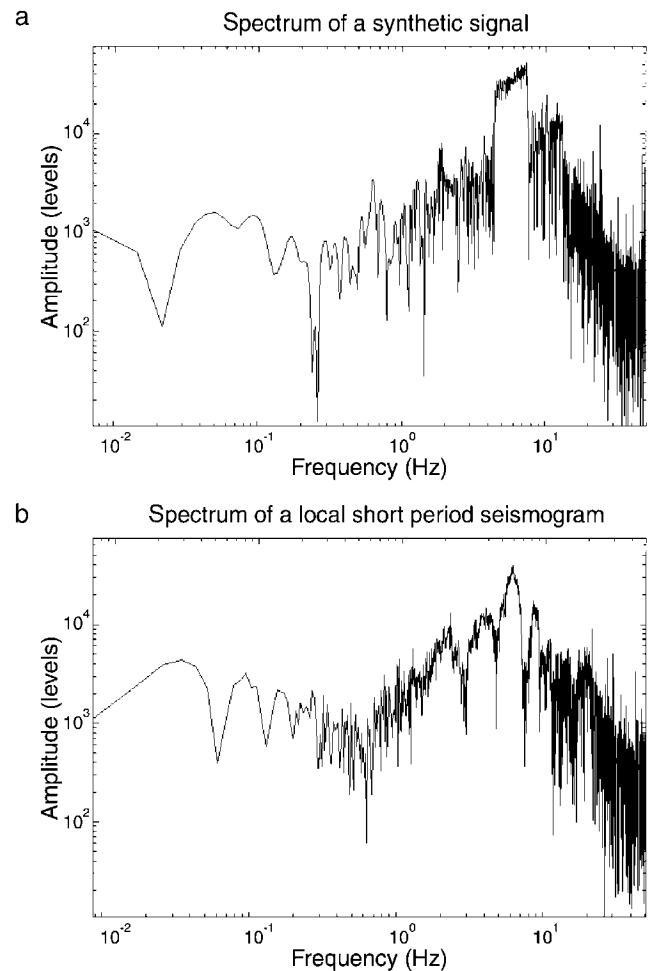 a
Spectrum of a synthetic signal
Amplitude (levels)
10^4
10^3
10^2
10^-2
10^-1
10^0
10^1
Frequency (Hz)
b
Spectrum of a local short period seismogram
Amplitude (levels)
10^4
10^3
10^2
10^-2
10^-1
10^0
10^1
Frequency (Hz)